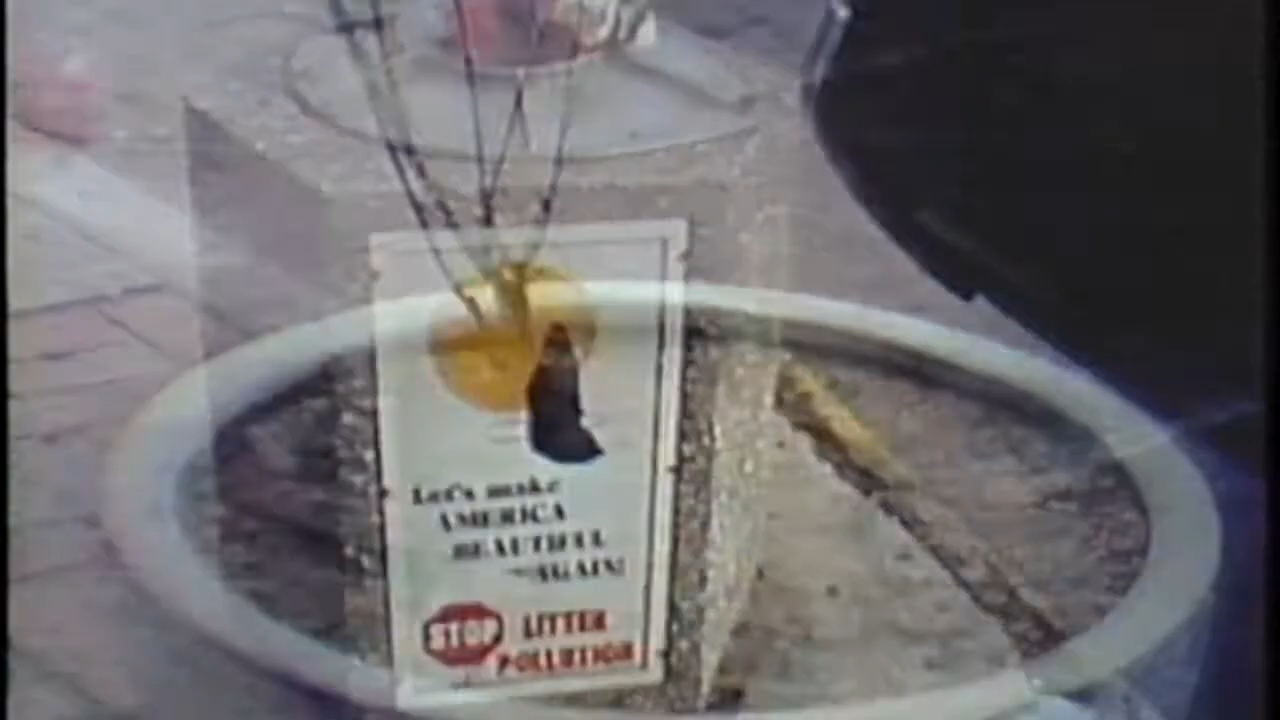 Let's make
AMERICA
BEAUTIFUL
AGAIN!
STOP LITTER
POLLUTION